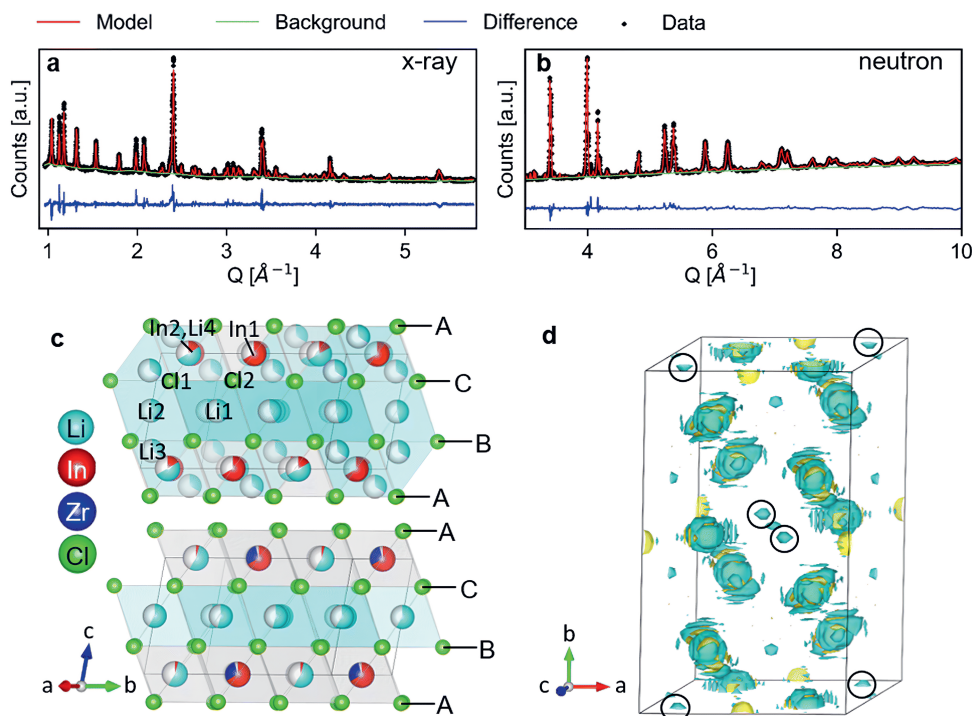 Model Background Difference Data
a x-ray
Counts [a.u.]
1 2 3 4 5
Q [Å⁻¹]
b neutron
Counts [a.u.]
4 6 8 10
Q [Å⁻¹]
c
In2,Li4 In1
A
Cl1 Cl2
C
Li2 Li1
B
Li3
A
Li
In
Zr
Cl
A
C
B
A
c
a b
d
b
c a